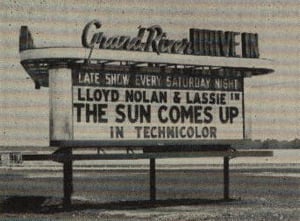 Grand River DRIVE IN
LATE SHOW EVERY SATURDAY NIGHT
LLOYD NOLAN & LASSIE IN
THE SUN COMES UP
IN TECHNICOLOR